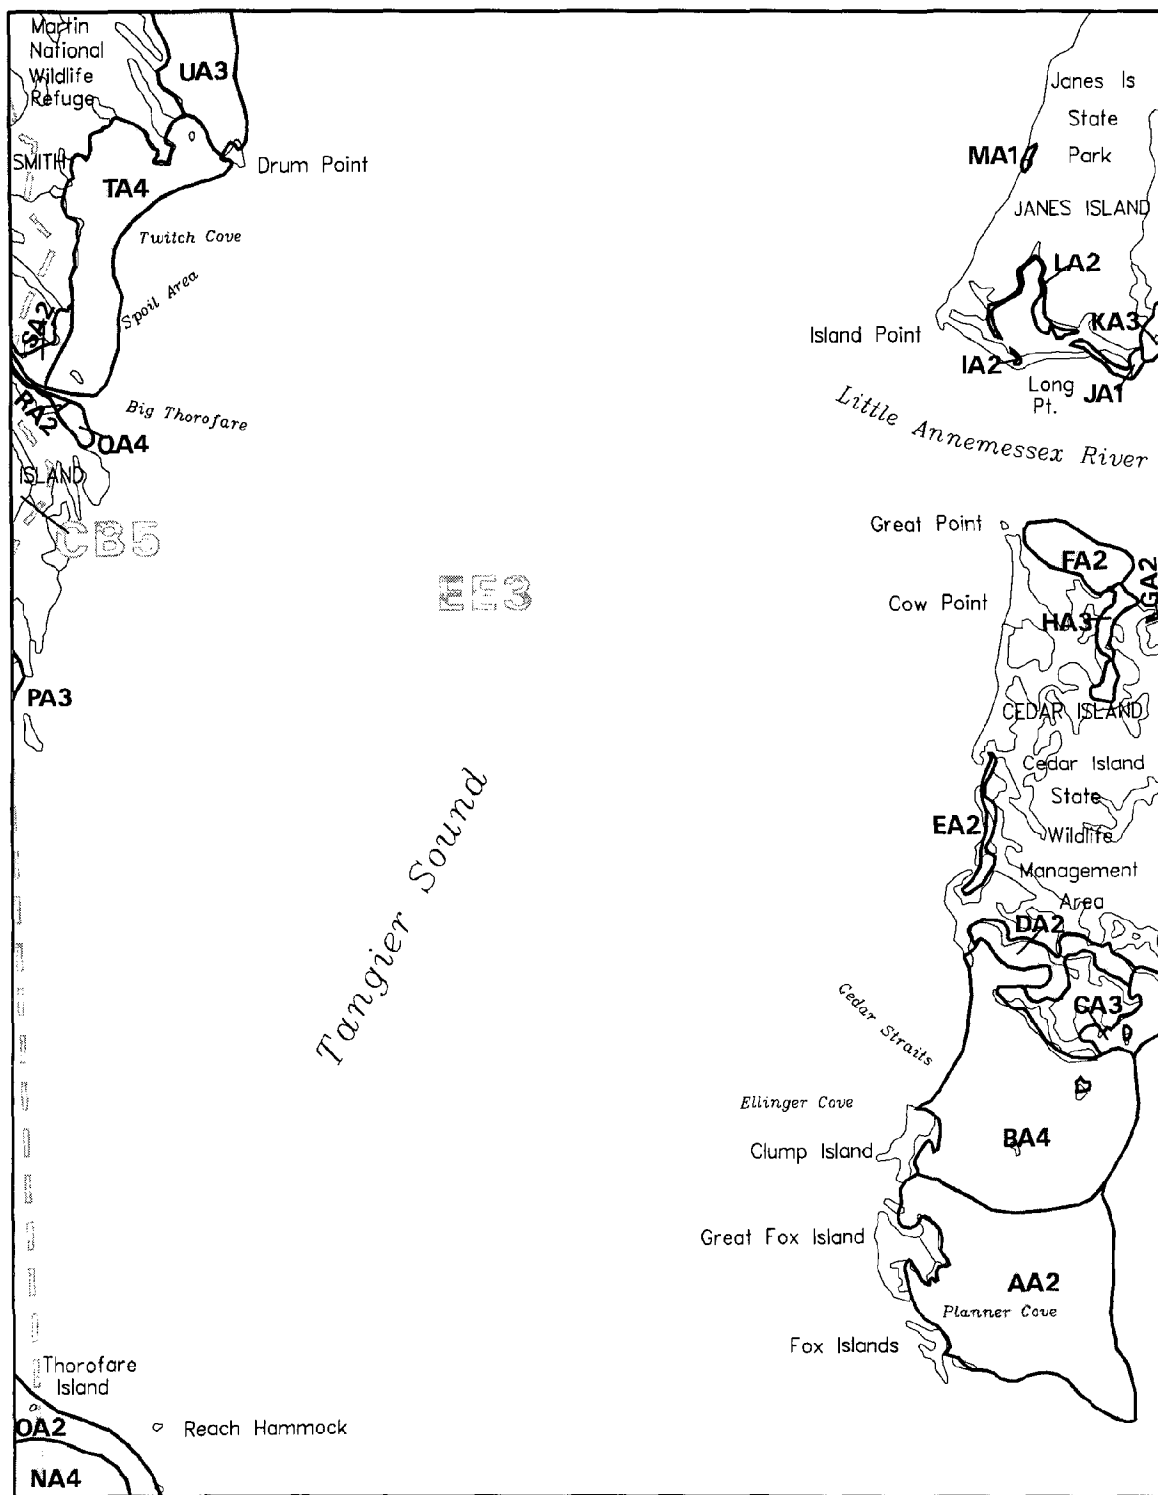 Martin
National
Wildlife
Refuge
UA3
SMITH
TA4
Drum Point
Twitch Cove
Spoil Area
SA2
RA2
Big Thorofare
QA4
ISLAND
CB5
EE3
PA3
Tangier Sound
Janes Is
State
Park
MA1
JANES ISLAND
LA2
KA3
Island Point
IA2
Long
Pt.
JA1
Little Annemessex River
Great Point
FA2
GA2
Cow Point
HA3
CEDAR ISLAND
Cedar Island
State
Wildlife
Management
Area
EA2
DA2
CA3
Cedar Straits
Ellinger Cove
Clump Island
BA4
Great Fox Island
AA2
Planner Cove
Fox Islands
Thorofare
Island
OA2
Reach Hammock
NA4